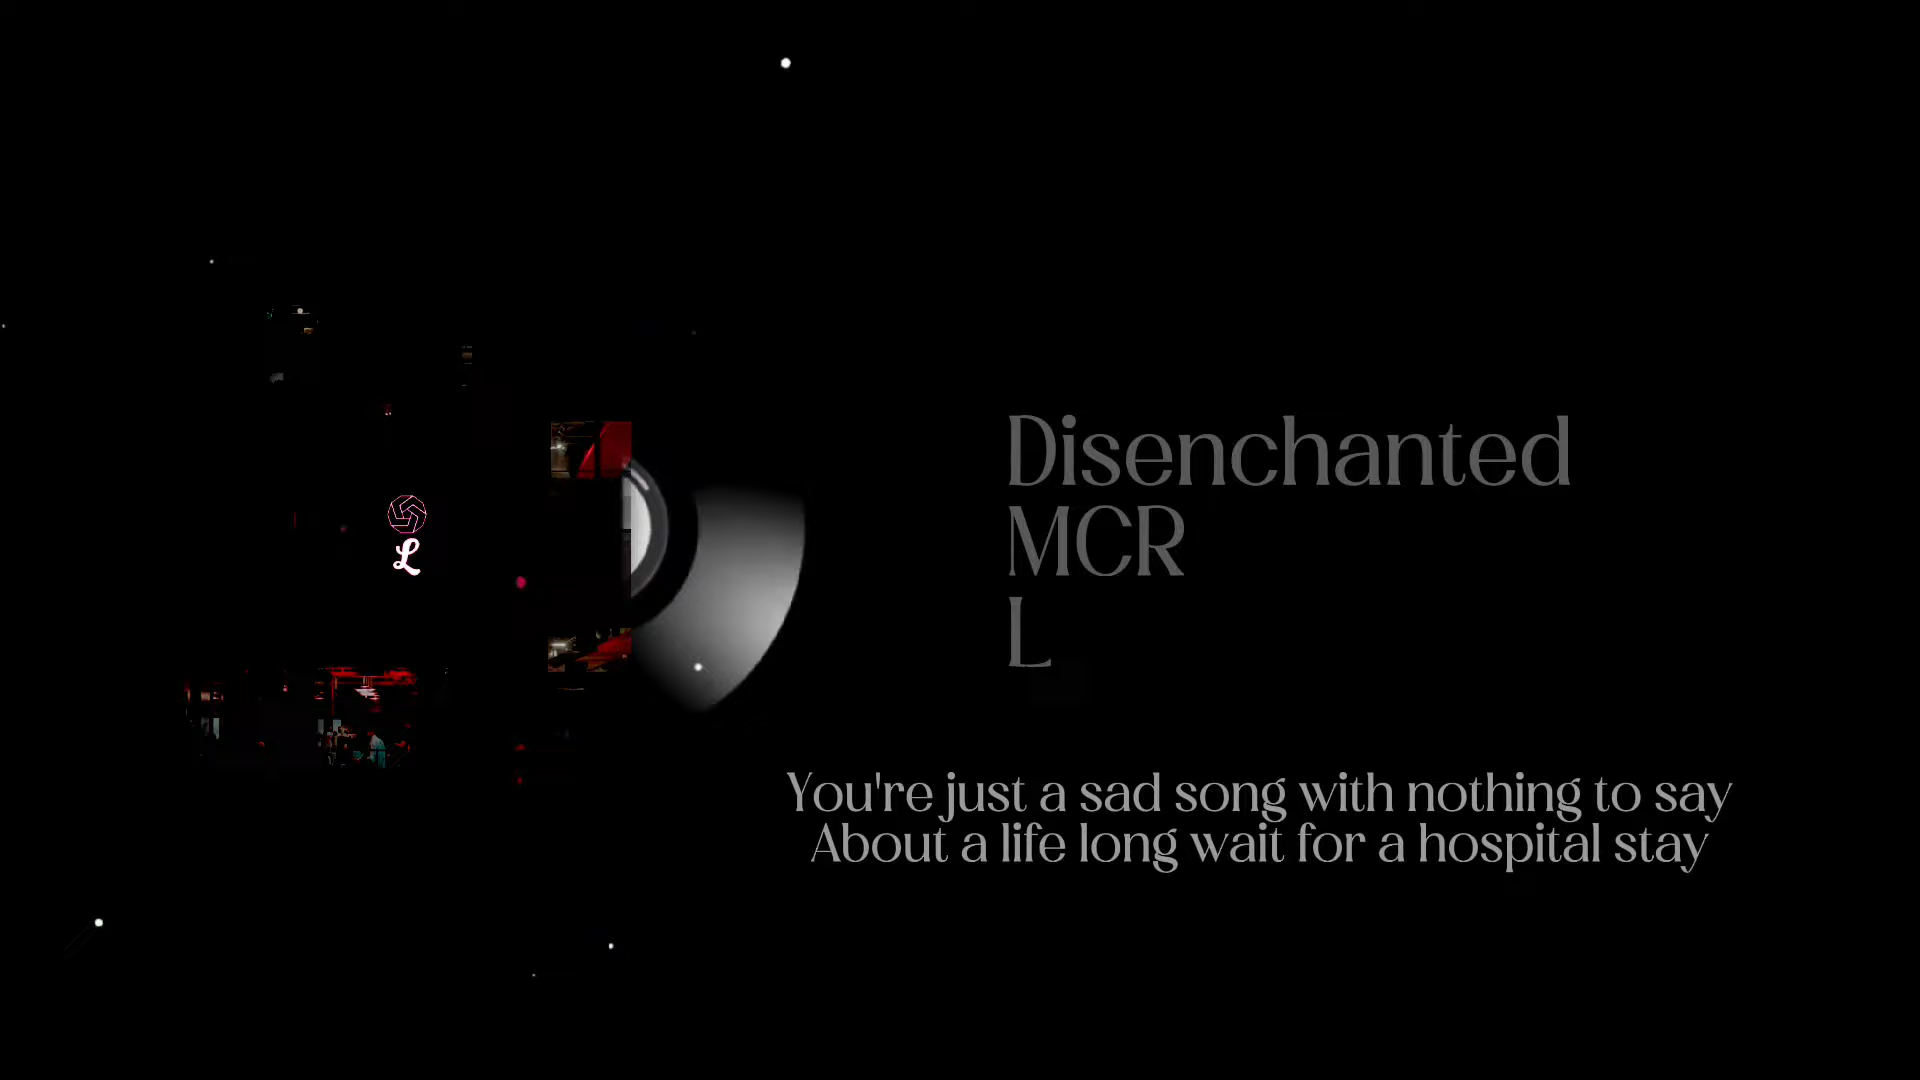 L
Disenchanted
MCR
L
You're just a sad song with nothing to say
About a life long wait for a hospital stay